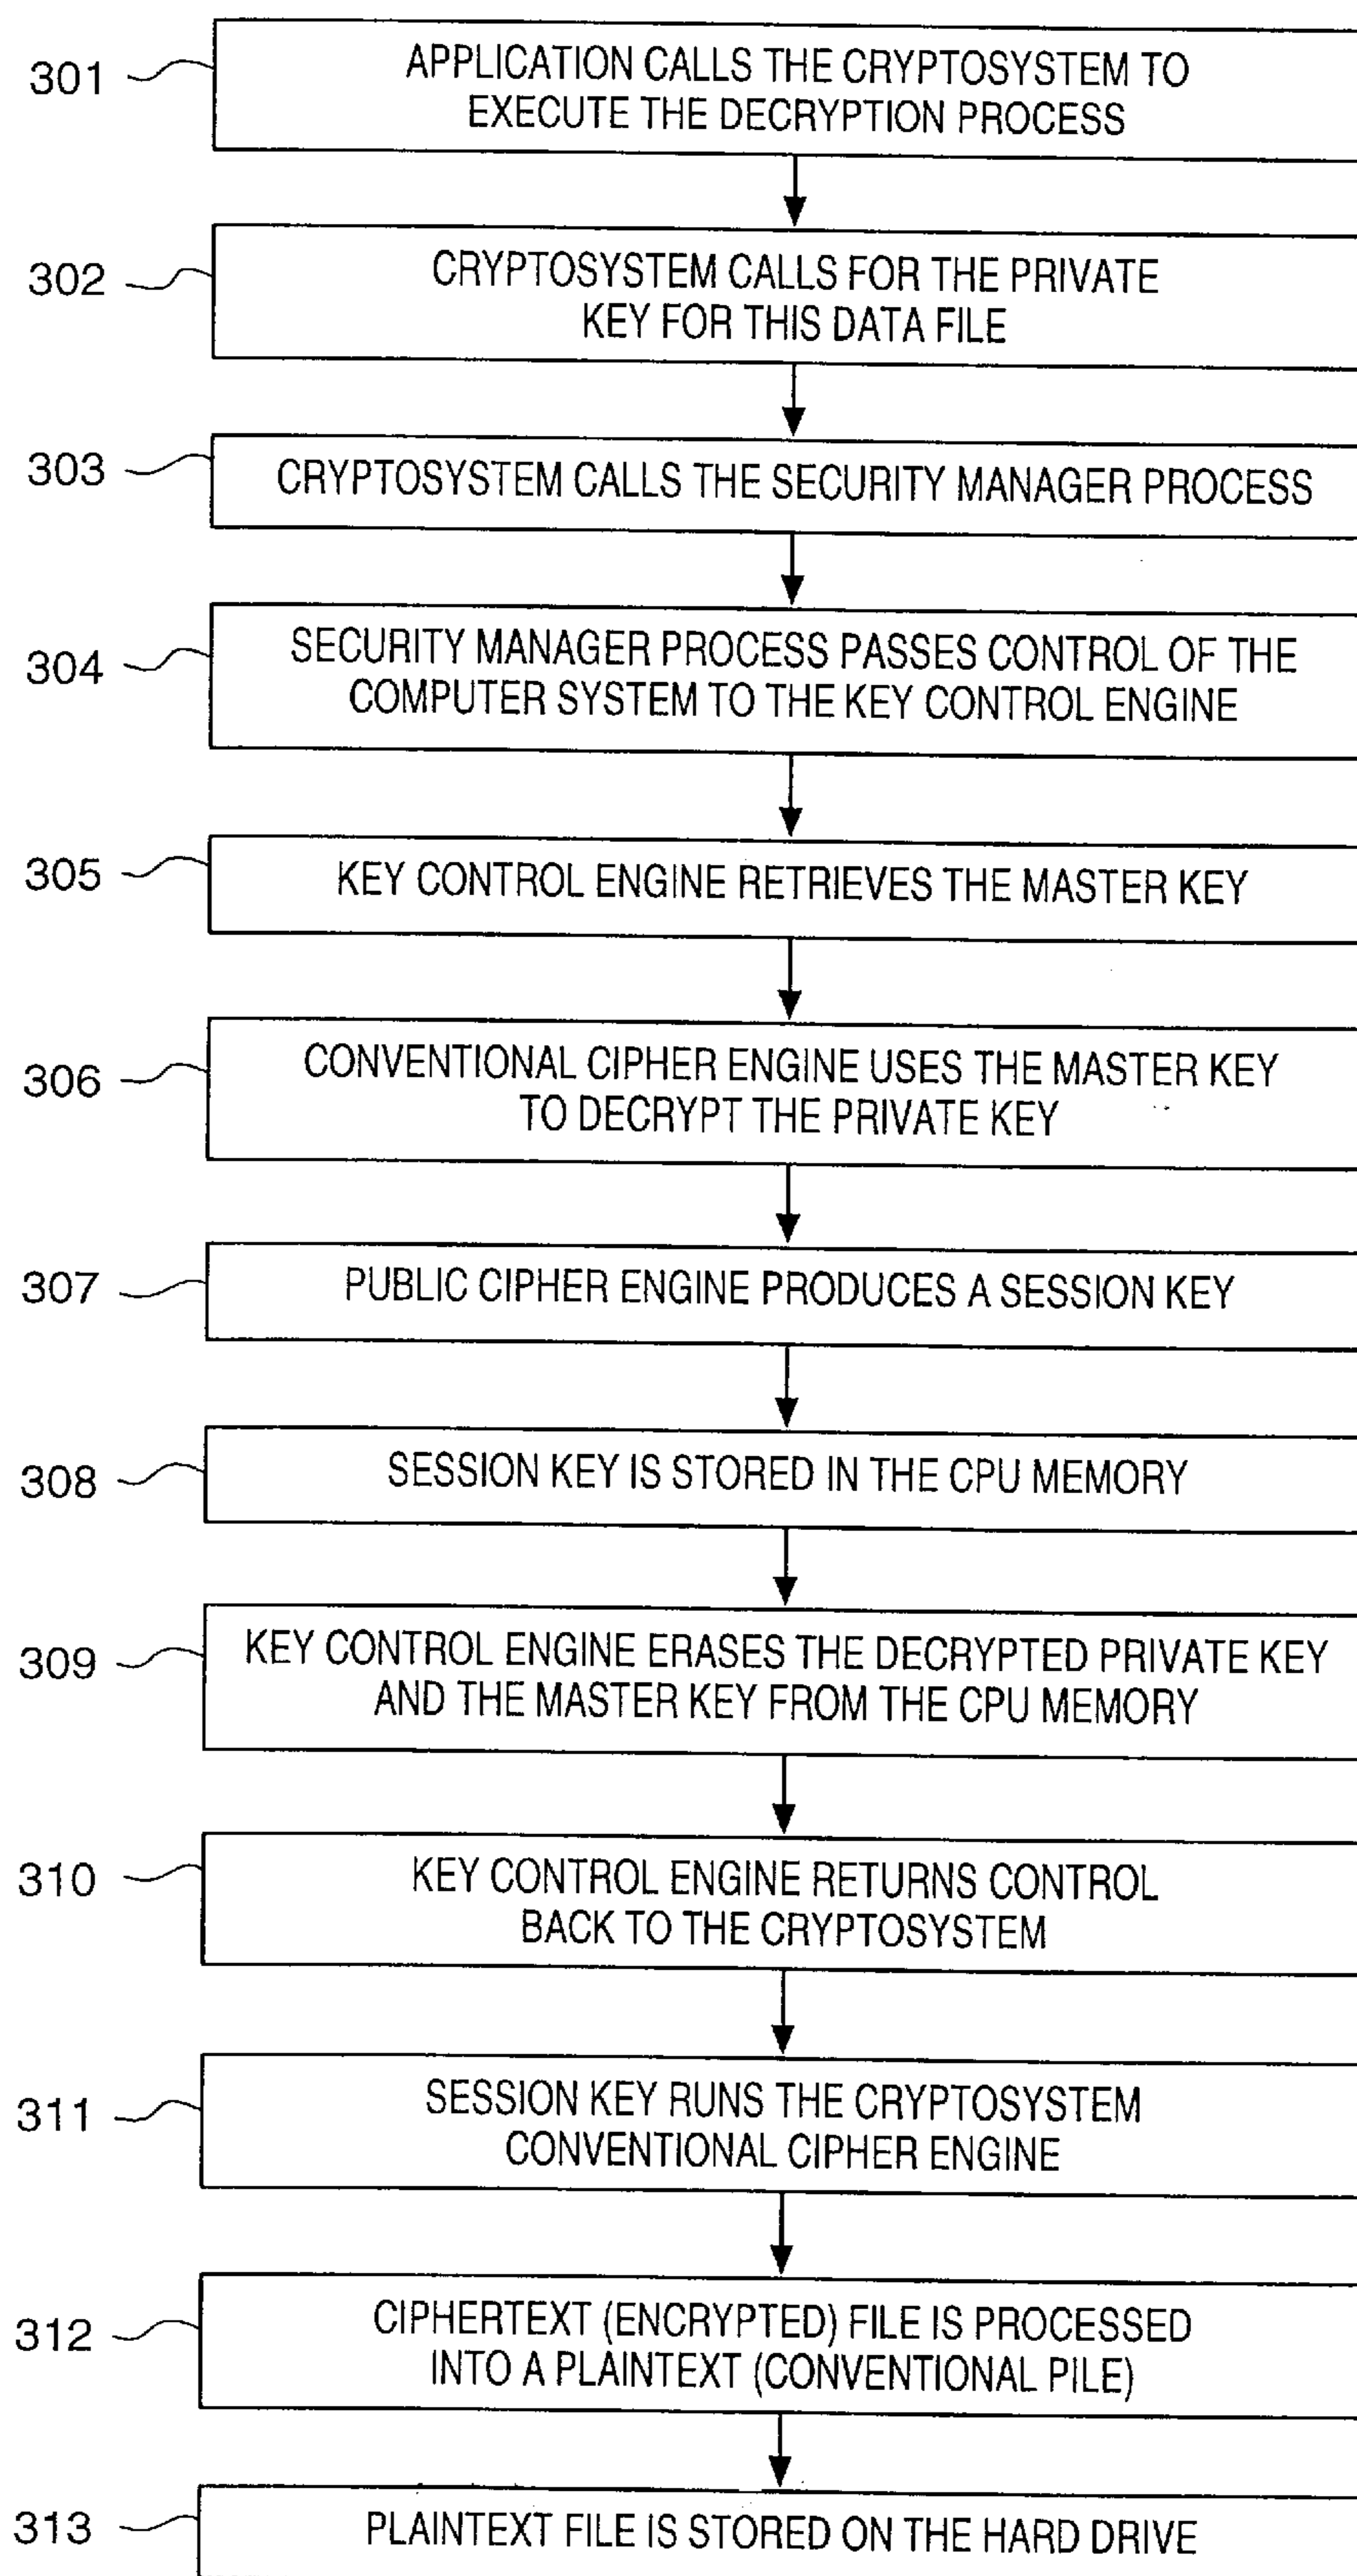 301
APPLICATION CALLS THE CRYPTOSYSTEM TO
EXECUTE THE DECRYPTION PROCESS
302
CRYPTOSYSTEM CALLS FOR THE PRIVATE
KEY FOR THIS DATA FILE
303
CRYPTOSYSTEM CALLS THE SECURITY MANAGER PROCESS
304
SECURITY MANAGER PROCESS PASSES CONTROL OF THE
COMPUTER SYSTEM TO THE KEY CONTROL ENGINE
305
KEY CONTROL ENGINE RETRIEVES THE MASTER KEY
306
CONVENTIONAL CIPHER ENGINE USES THE MASTER KEY
TO DECRYPT THE PRIVATE KEY
307
PUBLIC CIPHER ENGINE PRODUCES A SESSION KEY
308
SESSION KEY IS STORED IN THE CPU MEMORY
309
KEY CONTROL ENGINE ERASES THE DECRYPTED PRIVATE KEY
AND THE MASTER KEY FROM THE CPU MEMORY
310
KEY CONTROL ENGINE RETURNS CONTROL
BACK TO THE CRYPTOSYSTEM
311
SESSION KEY RUNS THE CRYPTOSYSTEM
CONVENTIONAL CIPHER ENGINE
312
CIPHERTEXT (ENCRYPTED) FILE IS PROCESSED
INTO A PLAINTEXT (CONVENTIONAL PILE)
313
PLAINTEXT FILE IS STORED ON THE HARD DRIVE